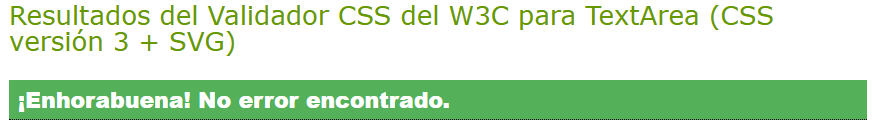 Resultados del Validador CSS del W3C para TextArea (CSS
versión 3 + SVG)
¡Enhorabuena! No error encontrado.